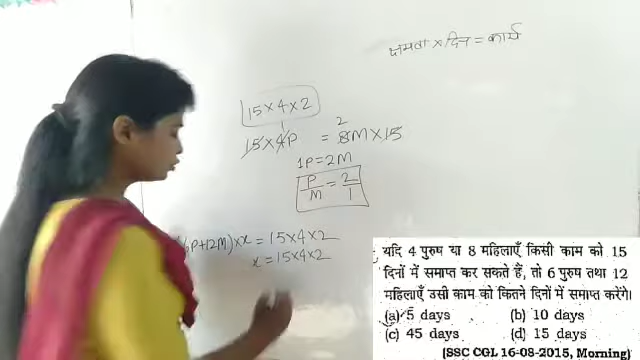 क्षमता × दिन = कार्य
15×4×2
15×4P = 8M×15
2
1P=2M
P/M = 2/1
(6P+12M)×x = 15×4×2
x = 15×4×2
यदि 4 पुरुष या 8 महिलाएँ किसी काम को 15
दिनों में समाप्त कर सकते हैं, तो 6 पुरुष तथा 12
महिलाएँ उसी काम को कितने दिनों में समाप्त करेंगे।
(a) 5 days (b) 10 days
(c) 45 days (d) 15 days
(SSC CGL 16-08-2015, Morning)